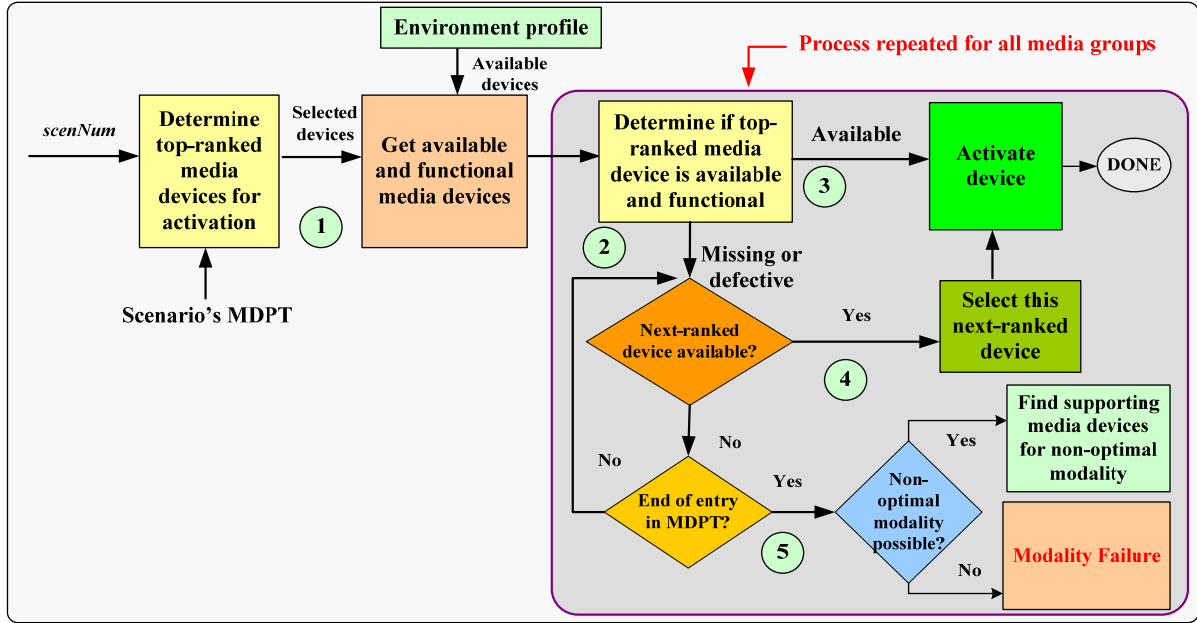 Environment profile
Process repeated for all media groups
Available
devices
scenNum
Determine
top-ranked
media
devices for
activation
Selected
devices
1
Get available
and functional
media devices
Determine if top-
ranked media
device is available
and functional
Available
3
Activate
device
DONE
2
Missing or
defective
Scenario's MDPT
Next-ranked
device available?
Yes
4
Select this
next-ranked
device
No
No
End of entry
in MDPT?
Yes
5
Non-
optimal
modality
possible?
Yes
Find supporting
media devices
for non-optimal
modality
No
Modality Failure